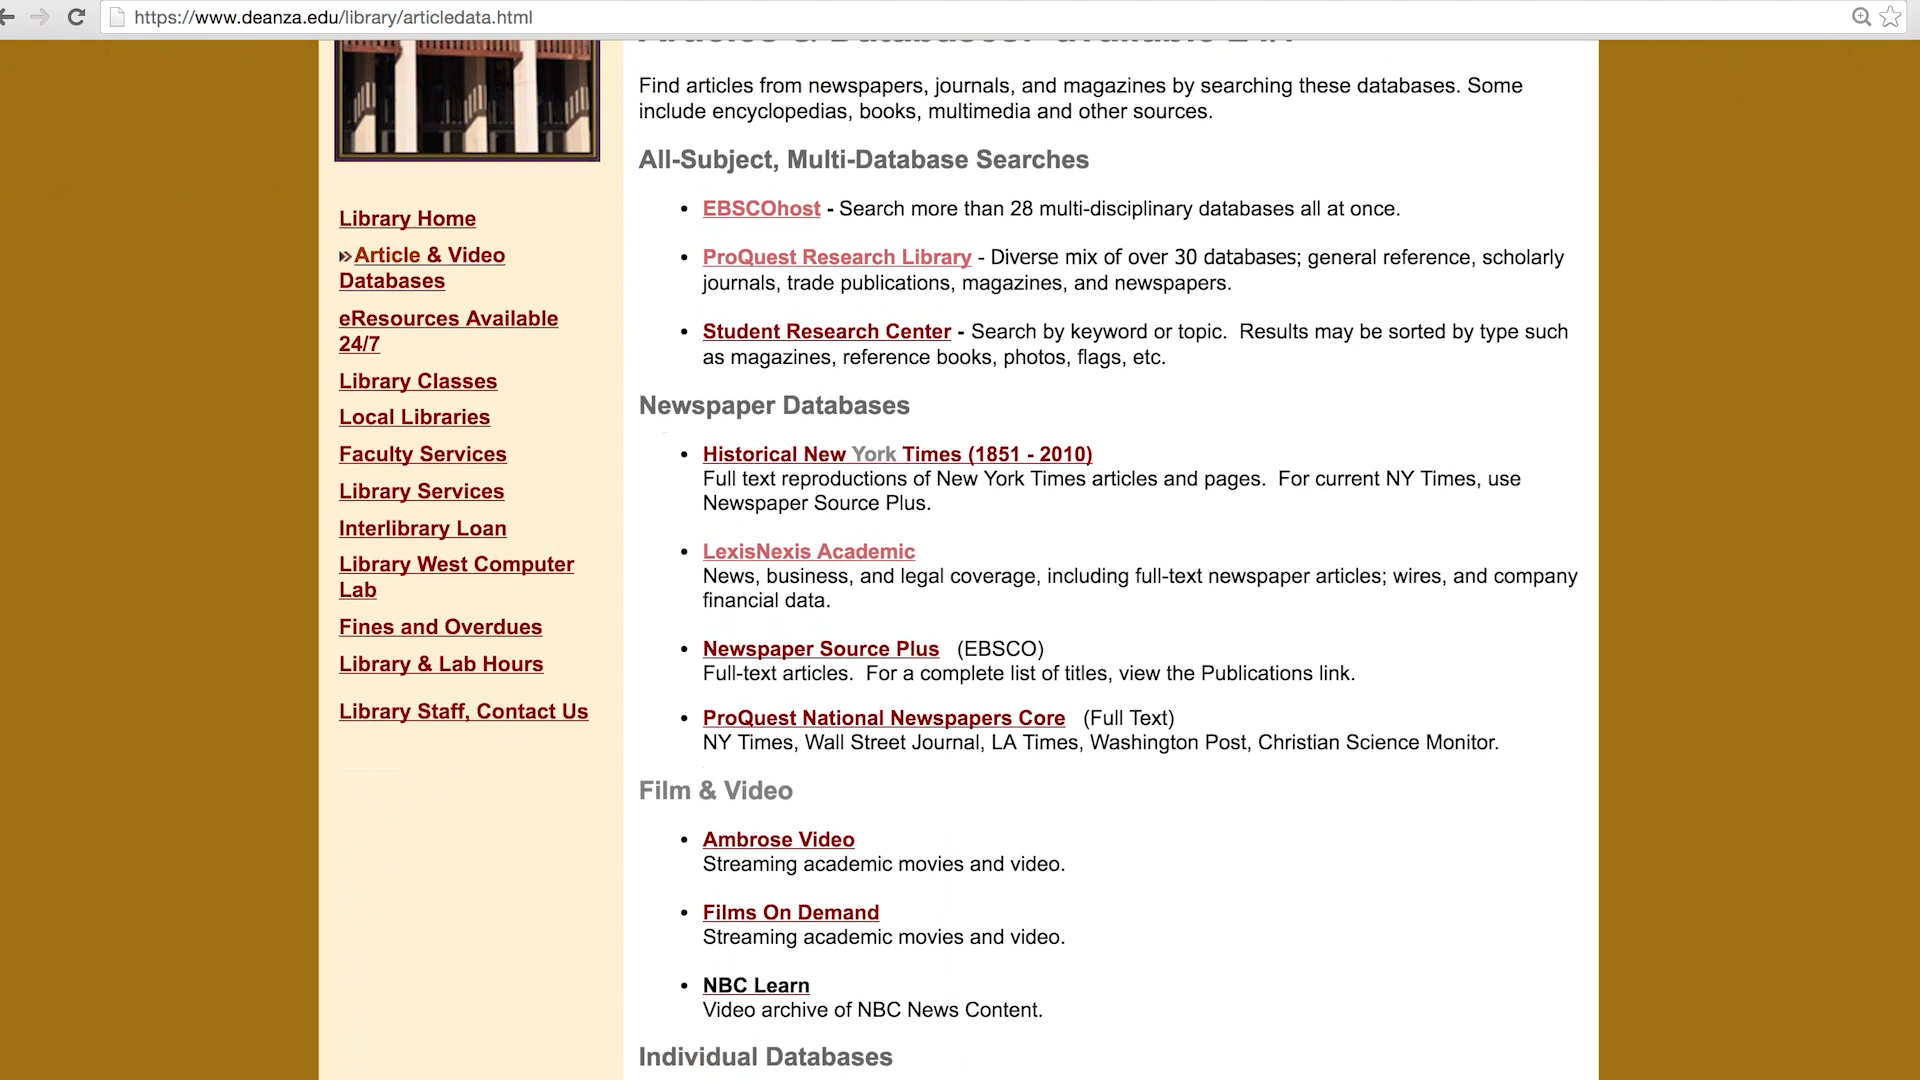 https://www.deanza.edu/library/articledata.html
Find articles from newspapers, journals, and magazines by searching these databases. Some
include encyclopedias, books, multimedia and other sources.
All-Subject, Multi-Database Searches
• EBSCOhost - Search more than 28 multi-disciplinary databases all at once.
• ProQuest Research Library - Diverse mix of over 30 databases; general reference, scholarly
journals, trade publications, magazines, and newspapers.
• Student Research Center - Search by keyword or topic.  Results may be sorted by type such
as magazines, reference books, photos, flags, etc.
Newspaper Databases
• Historical New York Times (1851 - 2010)
Full text reproductions of New York Times articles and pages.  For current NY Times, use
Newspaper Source Plus.
• LexisNexis Academic
News, business, and legal coverage, including full-text newspaper articles; wires, and company
financial data.
• Newspaper Source Plus   (EBSCO)
Full-text articles.  For a complete list of titles, view the Publications link.
• ProQuest National Newspapers Core   (Full Text)
NY Times, Wall Street Journal, LA Times, Washington Post, Christian Science Monitor.
Film & Video
• Ambrose Video
Streaming academic movies and video.
• Films On Demand
Streaming academic movies and video.
• NBC Learn
Video archive of NBC News Content.
Individual Databases
Library Home
Article & Video
Databases
eResources Available
24/7
Library Classes
Local Libraries
Faculty Services
Library Services
Interlibrary Loan
Library West Computer
Lab
Fines and Overdues
Library & Lab Hours
Library Staff, Contact Us